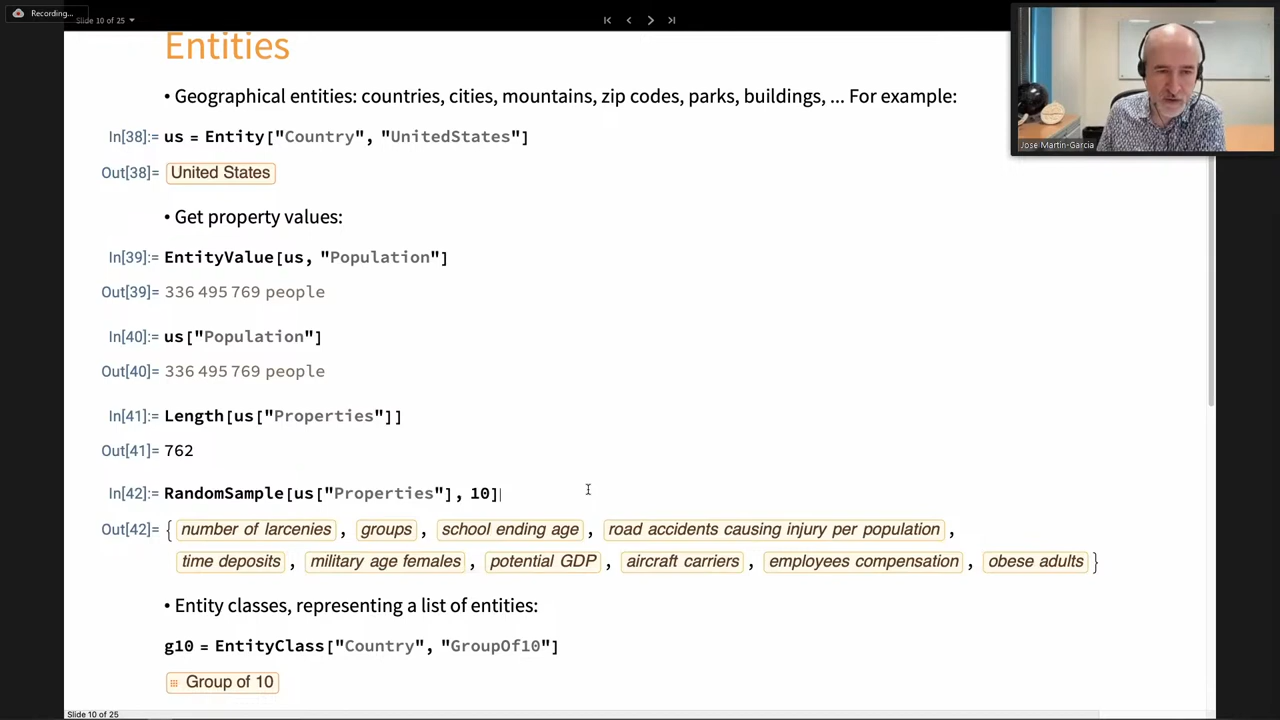 Recording...
Slide 10 of 25
Jose Martin-Garcia
Entities
• Geographical entities: countries, cities, mountains, zip codes, parks, buildings, ... For example:
In[38]:= us = Entity["Country", "UnitedStates"]
Out[38]= United States
• Get property values:
In[39]:= EntityValue[us, "Population"]
Out[39]= 336 495 769 people
In[40]:= us["Population"]
Out[40]= 336 495 769 people
In[41]:= Length[us["Properties"]]
Out[41]= 762
In[42]:= RandomSample[us["Properties"], 10]
Out[42]= { number of larcenies , groups , school ending age , road accidents causing injury per population ,
time deposits , military age females , potential GDP , aircraft carriers , employees compensation , obese adults }
• Entity classes, representing a list of entities:
g10 = EntityClass["Country", "GroupOf10"]
Group of 10
Slide 10 of 25